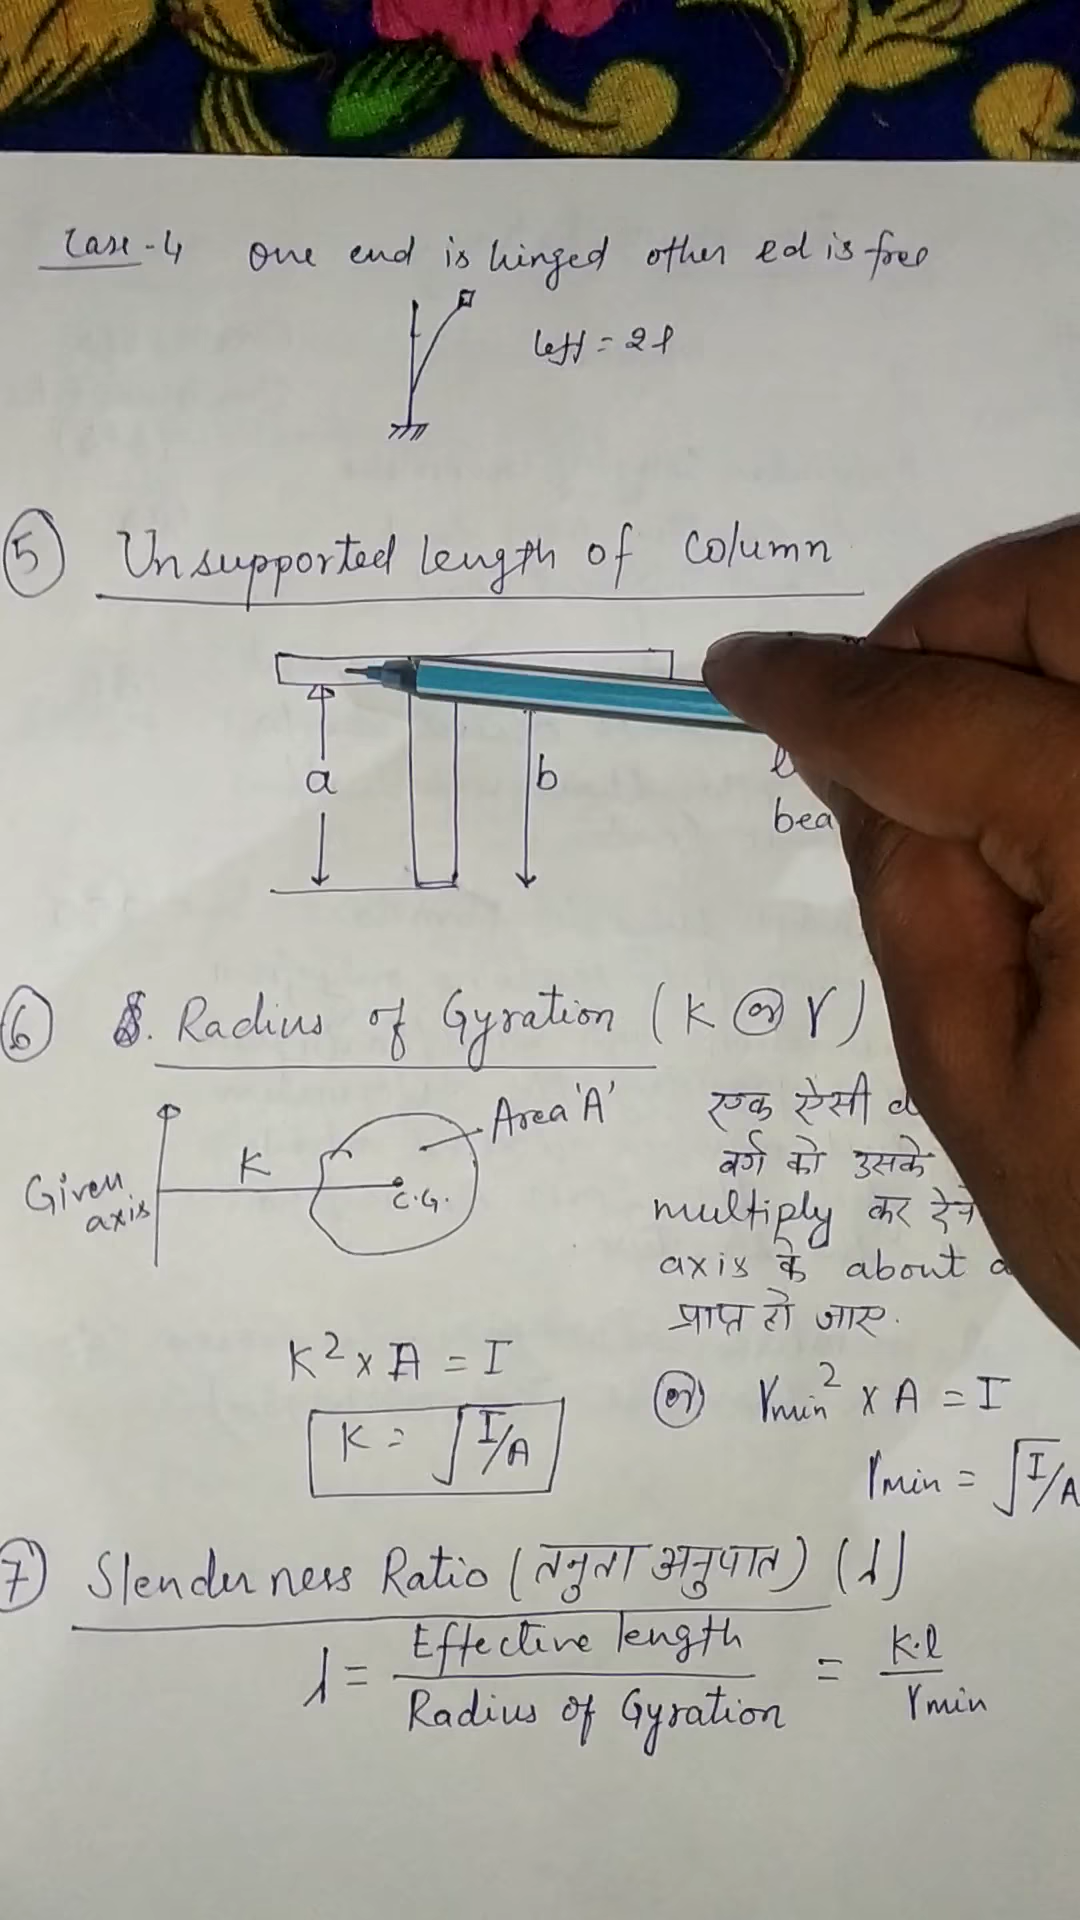 Case-4 one end is hinged other ed is free
leff = 2l
5 Unsupported length of column
a
b
bea
6 Radius of Gyration (K or r)
Area 'A'
Given
axis
K
C.G.
एक ऐसी
वर्ग को उसके
multiply कर देने
axis के about
प्राप्त हो जाए.
K² x A = I
K = √I/A
or rmin² x A = I
rmin = √I/A
7 Slenderness Ratio (तनुता अनुपात) (λ)
λ = Effective length / Radius of Gyration = K.l / rmin